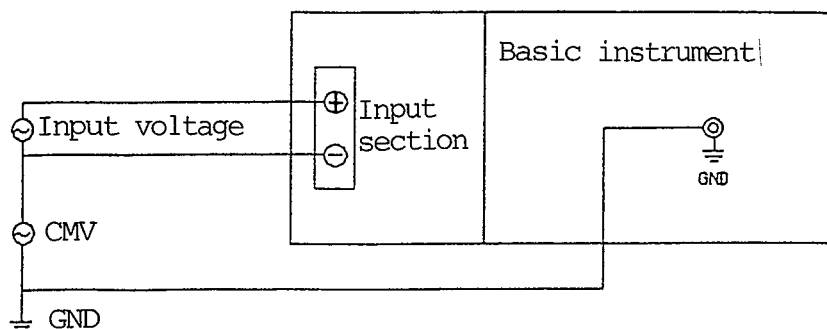 Basic instrument
Input
section
Input voltage
GND
CMV
GND